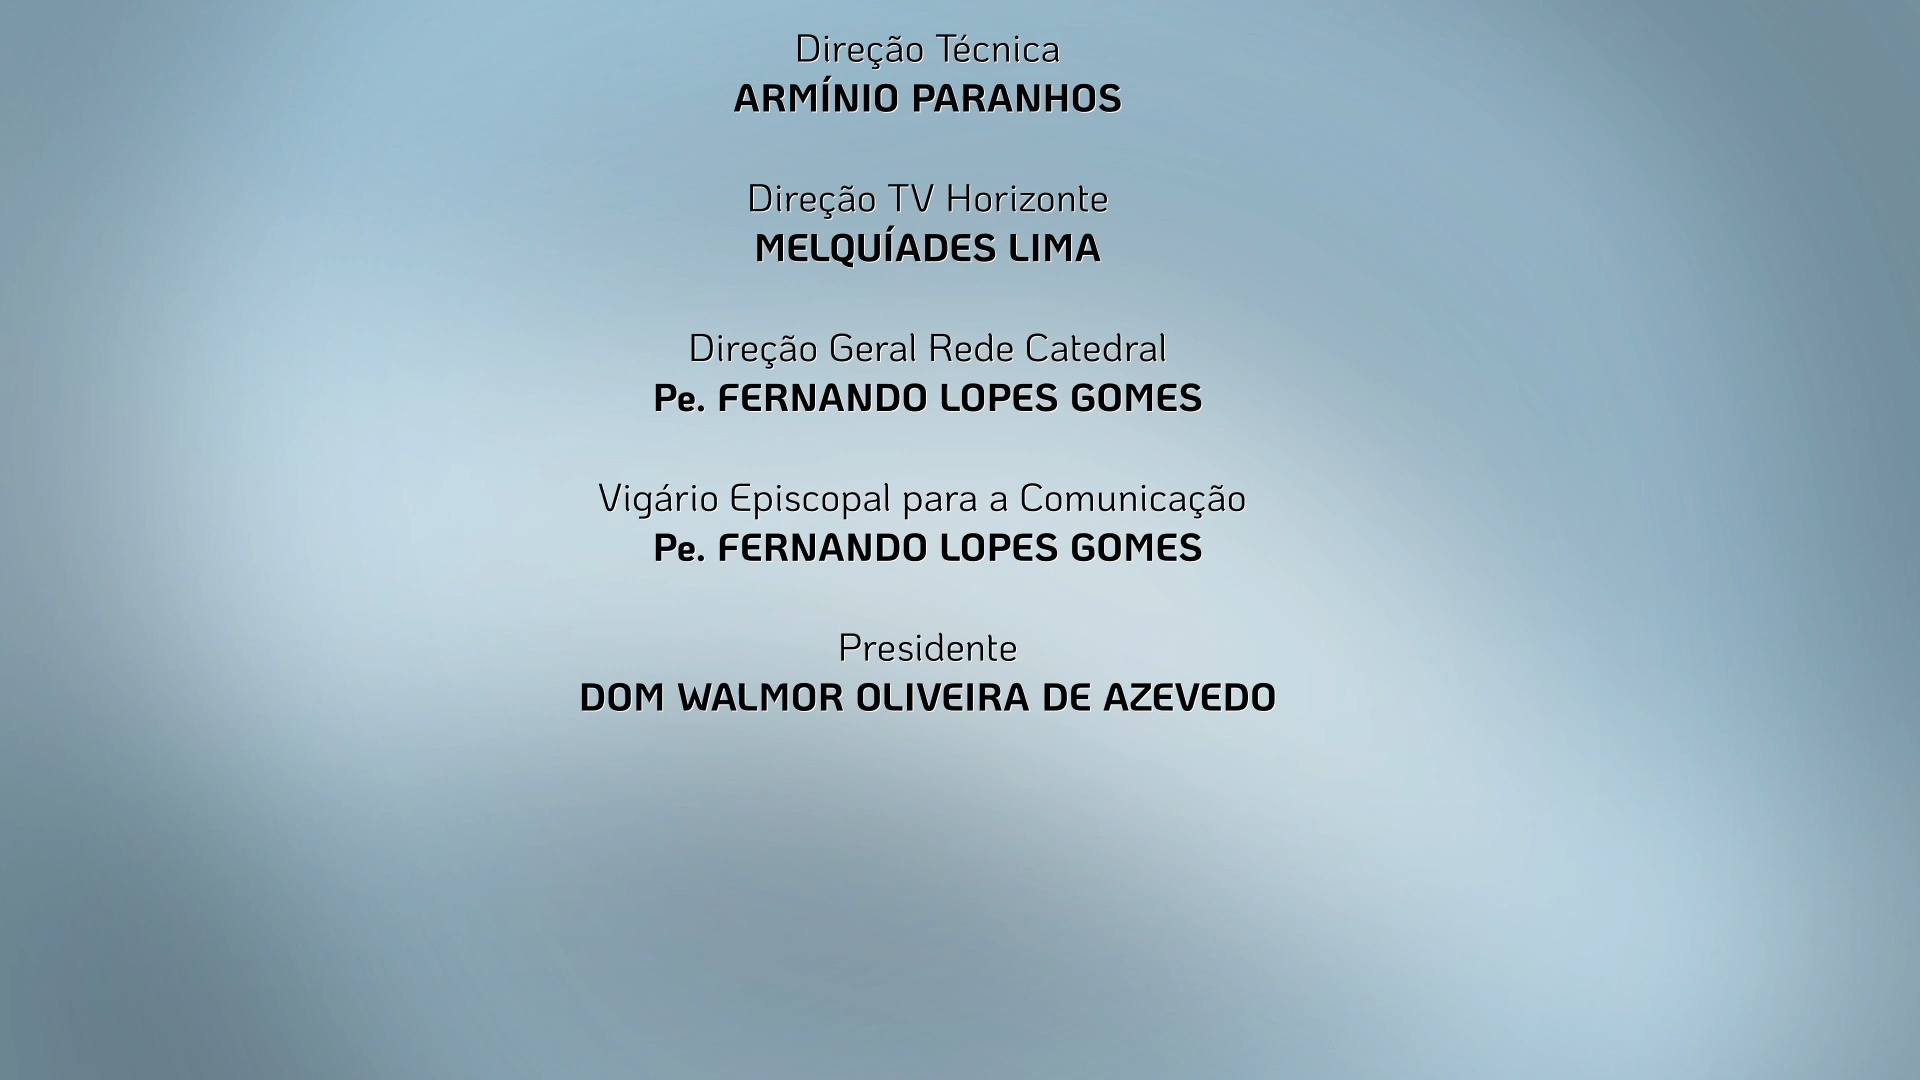 Direção Técnica
ARMÍNIO PARANHOS
Direção TV Horizonte
MELQUÍADES LIMA
Direção Geral Rede Catedral
Pe. FERNANDO LOPES GOMES
Vigário Episcopal para a Comunicação
Pe. FERNANDO LOPES GOMES
Presidente
DOM WALMOR OLIVEIRA DE AZEVEDO